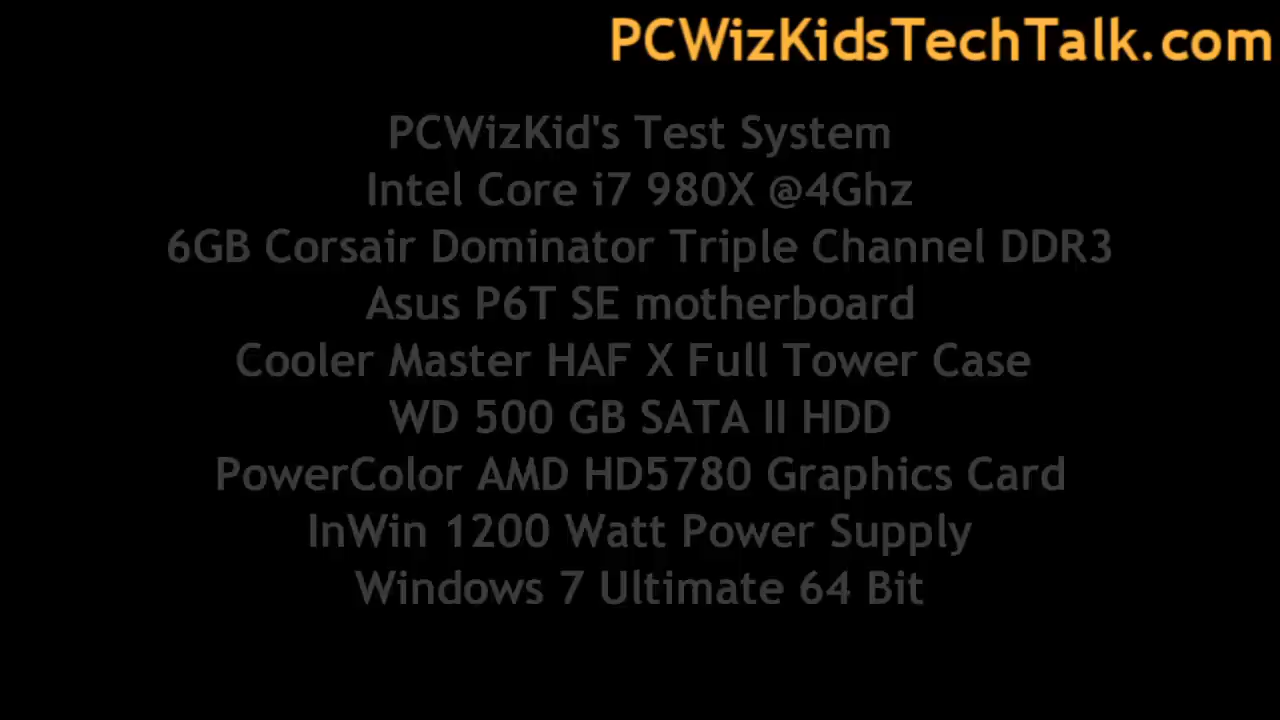 PCWizKidsTechTalk.com
PCWizKid's Test System
Intel Core i7 980X @4Ghz
6GB Corsair Dominator Triple Channel DDR3
Asus P6T SE motherboard
Cooler Master HAF X Full Tower Case
WD 500 GB SATA II HDD
PowerColor AMD HD5780 Graphics Card
InWin 1200 Watt Power Supply
Windows 7 Ultimate 64 Bit